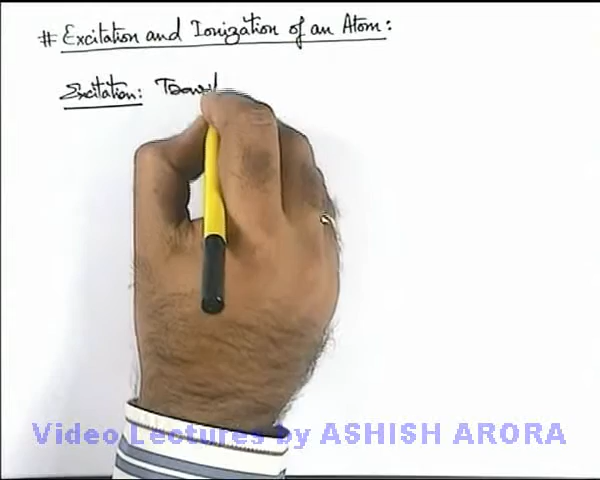 # Excitation and Ionization of an Atom:
Excitation:
Video Lectures by ASHISH ARORA